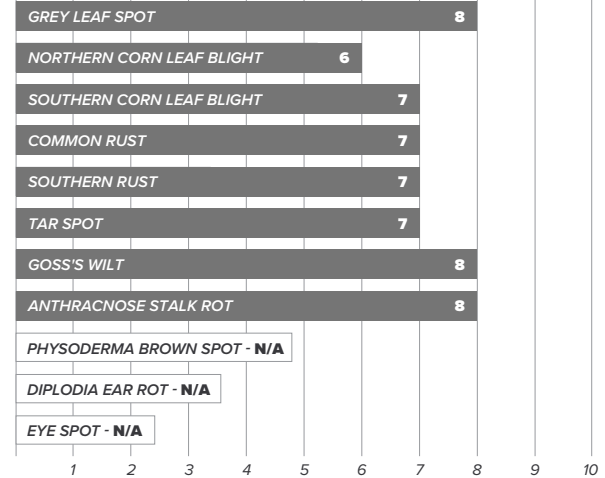 GREY LEAF SPOT 8
NORTHERN CORN LEAF BLIGHT 6
SOUTHERN CORN LEAF BLIGHT 7
COMMON RUST 7
SOUTHERN RUST 7
TAR SPOT 7
GOSS'S WILT 8
ANTHRACNOSE STALK ROT 8
PHYSODERMA BROWN SPOT - N/A
DIPLODIA EAR ROT - N/A
EYE SPOT - N/A
1 2 3 4 5 6 7 8 9 10